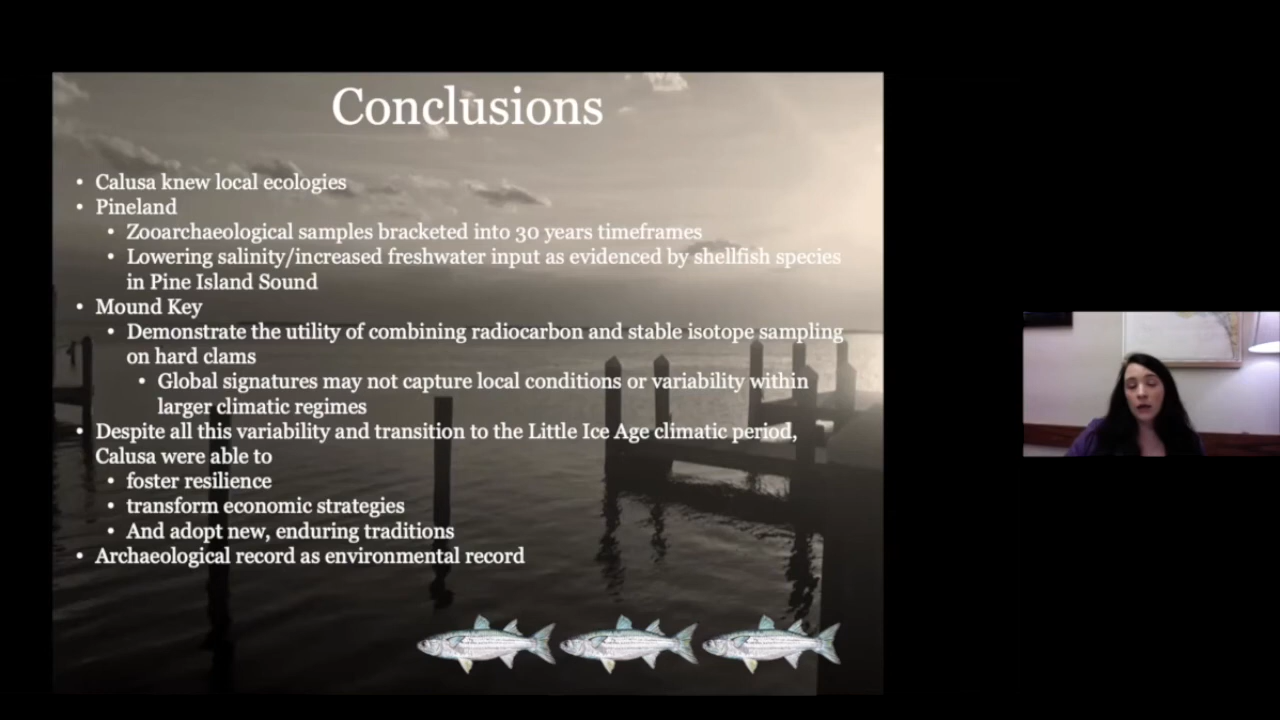 Conclusions
• Calusa knew local ecologies
• Pineland
• Zooarchaeological samples bracketed into 30 years timeframes
• Lowering salinity/increased freshwater input as evidenced by shellfish species
in Pine Island Sound
• Mound Key
• Demonstrate the utility of combining radiocarbon and stable isotope sampling
on hard clams
• Global signatures may not capture local conditions or variability within
larger climatic regimes
• Despite all this variability and transition to the Little Ice Age climatic period,
Calusa were able to
• foster resilience
• transform economic strategies
• And adopt new, enduring traditions
• Archaeological record as environmental record